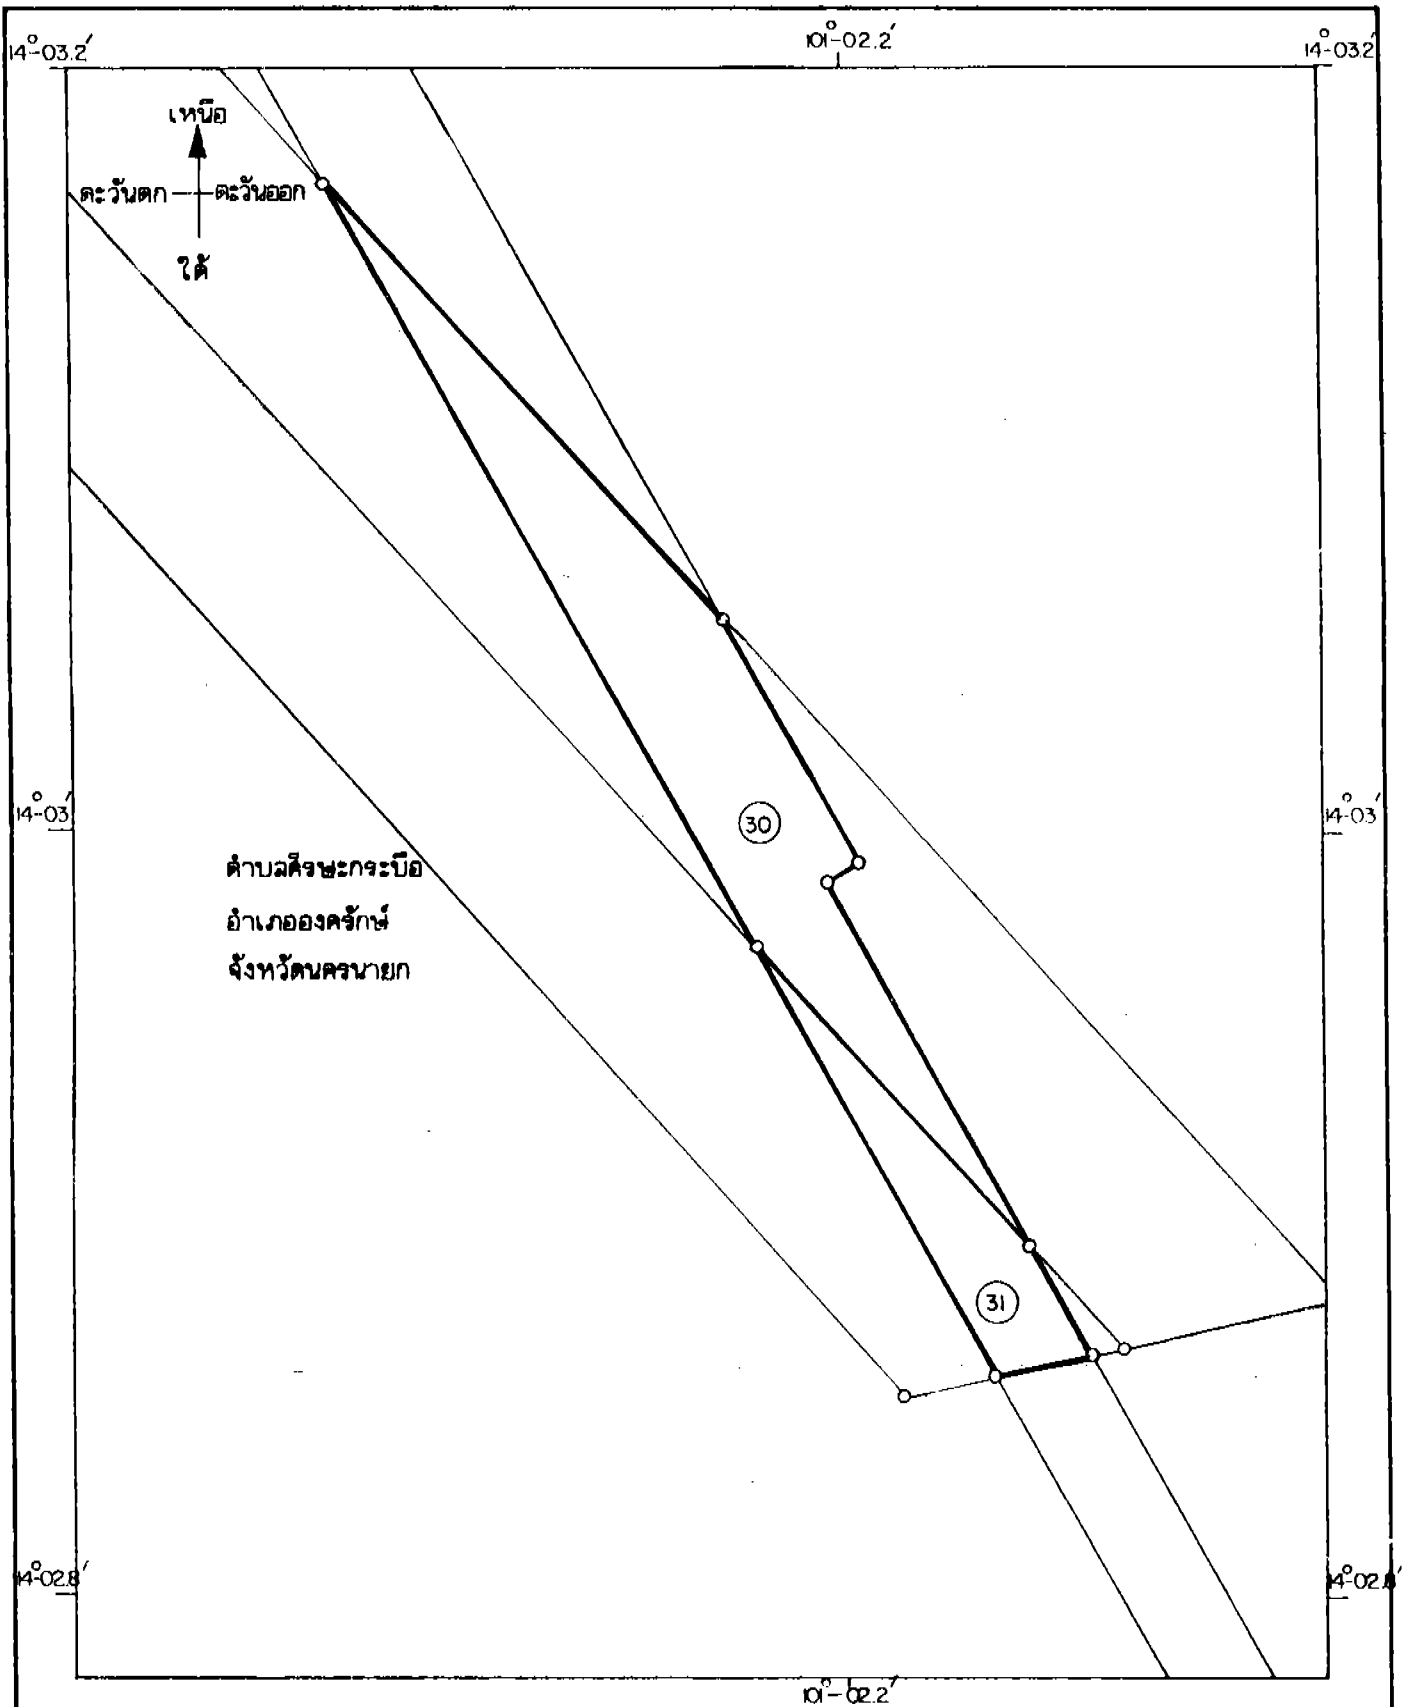 101°-02.2′
14°-03.2′
14°-03.2′
เหนือ
ตะวันตก ตะวันออก
ใต้
14°-03′
14°-03′
30
ตำบลศีรษะกระบือ
อำเภอองครักษ์
จังหวัดนครนายก
31
14°-02.8′
14°-02.8′
101°-02.2′